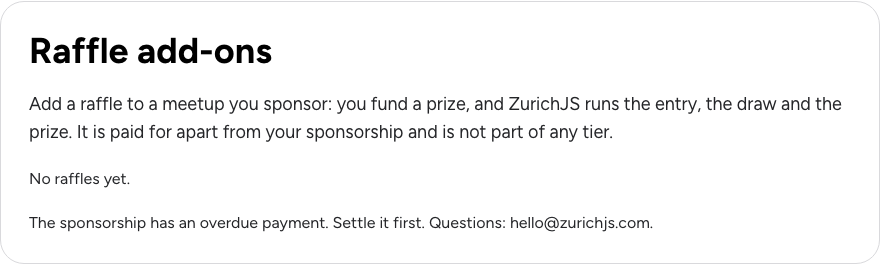 Raffle add-ons
Add a raffle to a meetup you sponsor: you fund a prize, and ZurichJS runs the entry, the draw and the
prize. It is paid for apart from your sponsorship and is not part of any tier.
No raffles yet.
The sponsorship has an overdue payment. Settle it first. Questions: hello@zurichjs.com.